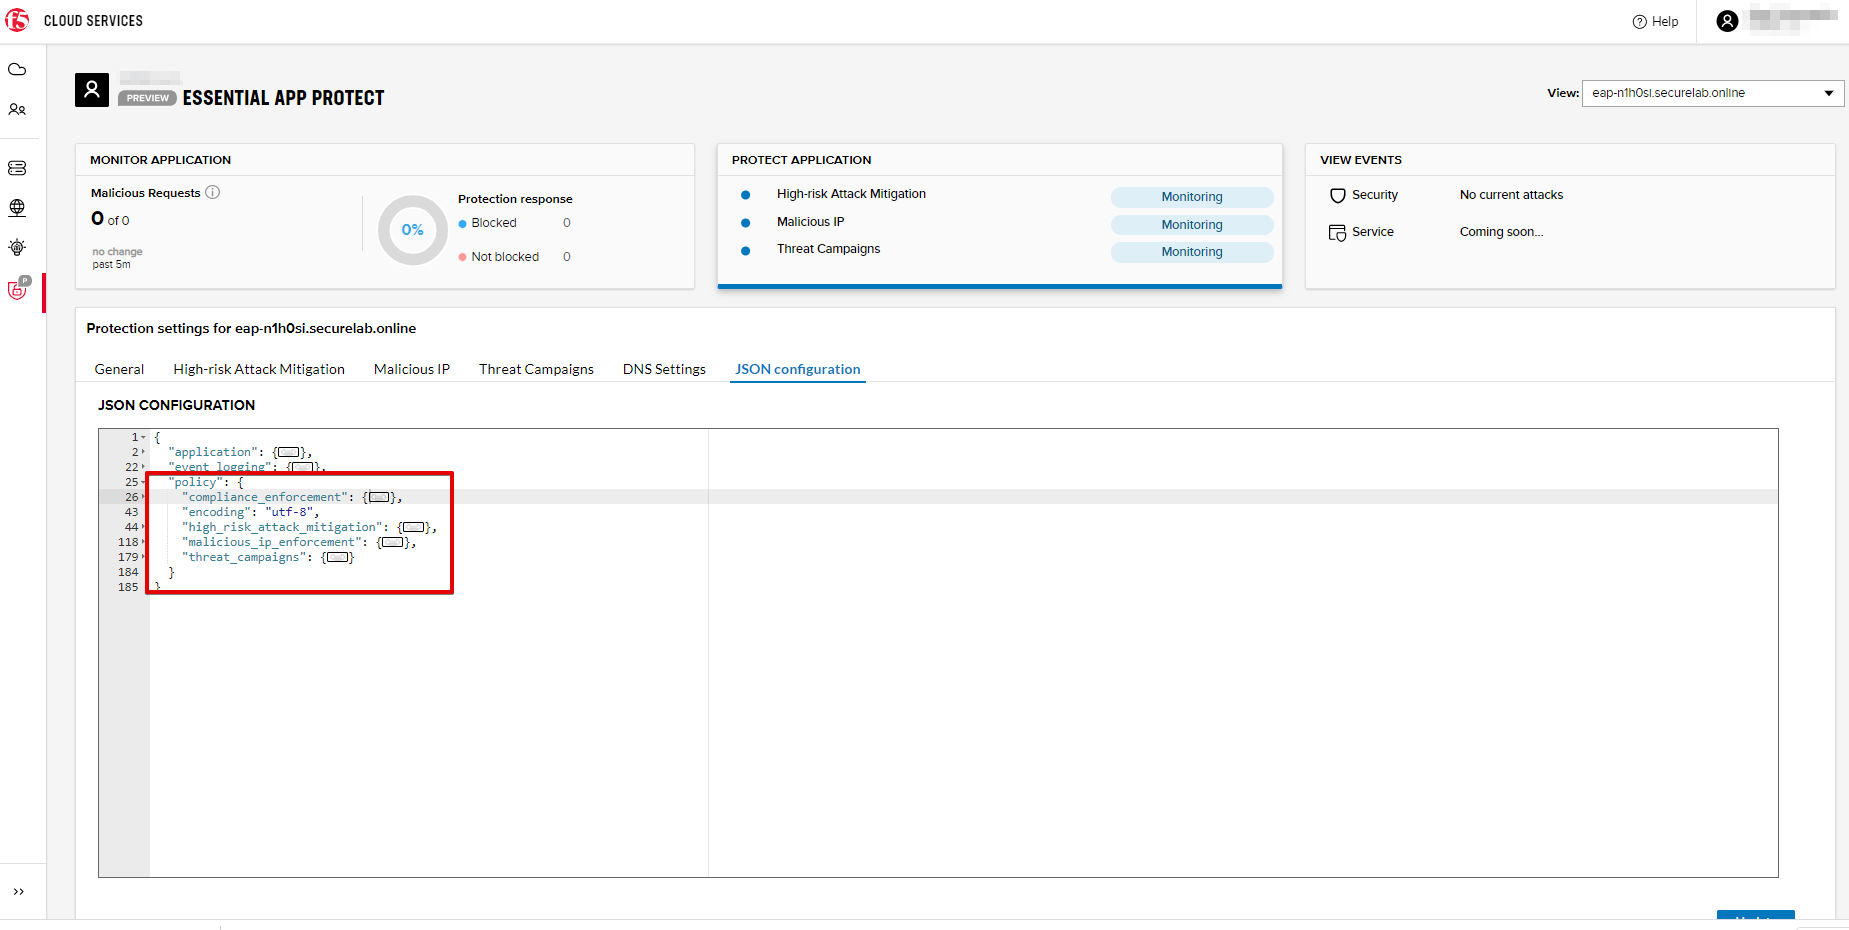 f5 CLOUD SERVICES
Help
PREVIEW ESSENTIAL APP PROTECT
View: eap-n1h0si.securelab.online
MONITOR APPLICATION
Malicious Requests
0 of 0
no change
past 5m
0%
Protection response
Blocked 0
Not blocked 0
PROTECT APPLICATION
High-risk Attack Mitigation Monitoring
Malicious IP Monitoring
Threat Campaigns Monitoring
VIEW EVENTS
Security No current attacks
Service Coming soon...
P
Protection settings for eap-n1h0si.securelab.online
General High-risk Attack Mitigation Malicious IP Threat Campaigns DNS Settings JSON configuration
JSON CONFIGURATION
1 {
2 "application": {},
22 "event_logging": {},
25 "policy": {
26 "compliance_enforcement": {},
43 "encoding": "utf-8",
44 "high_risk_attack_mitigation": {},
118 "malicious_ip_enforcement": {},
179 "threat_campaigns": {}
184 }
185 }